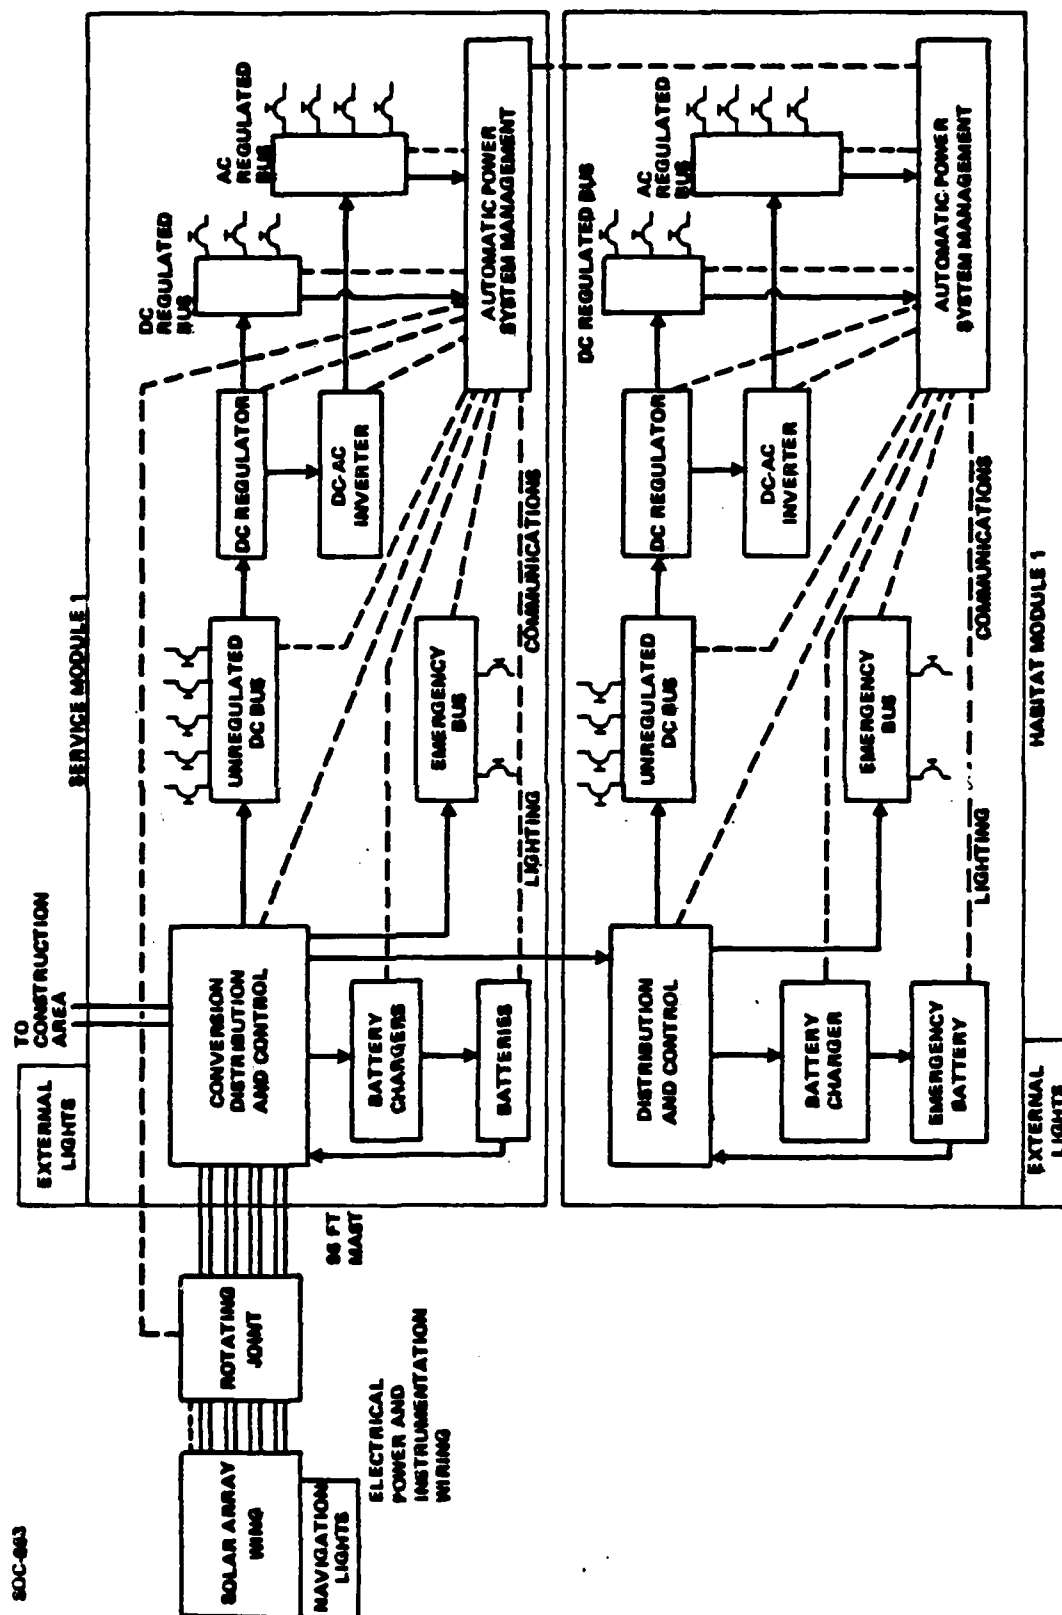 SOC-863
SOLAR ARRAY
WING
NAVIGATION
LIGHTS
ELECTRICAL
POWER AND
INSTRUMENTATION
WIRING
ROTATING
JOINT
FT
MAST
EXTERNAL
LIGHTS
TO
CONSTRUCTION
AREA
SERVICE MODULE 1
CONVERSION
DISTRIBUTION
AND CONTROL
BATTERY
CHARGERS
BATTERIES
UNREGULATED
DC BUS
EMERGENCY
BUS
LIGHTING
COMMUNICATIONS
DC REGULATOR
DC-AC
INVERTER
DC
REGULATED
BUS
AC
REGULATED
BUS
AUTOMATIC POWER
SYSTEM MANAGEMENT
DISTRIBUTION
AND CONTROL
BATTERY
CHARGER
EMERGENCY
BATTERY
UNREGULATED
DC BUS
EMERGENCY
BUS
LIGHTING
COMMUNICATIONS
DC REGULATOR
DC-AC
INVERTER
DC REGULATED BUS
AC
REGULATED
BUS
AUTOMATIC POWER
SYSTEM MANAGEMENT
HABITAT MODULE 1
EXTERNAL
LIGHTS